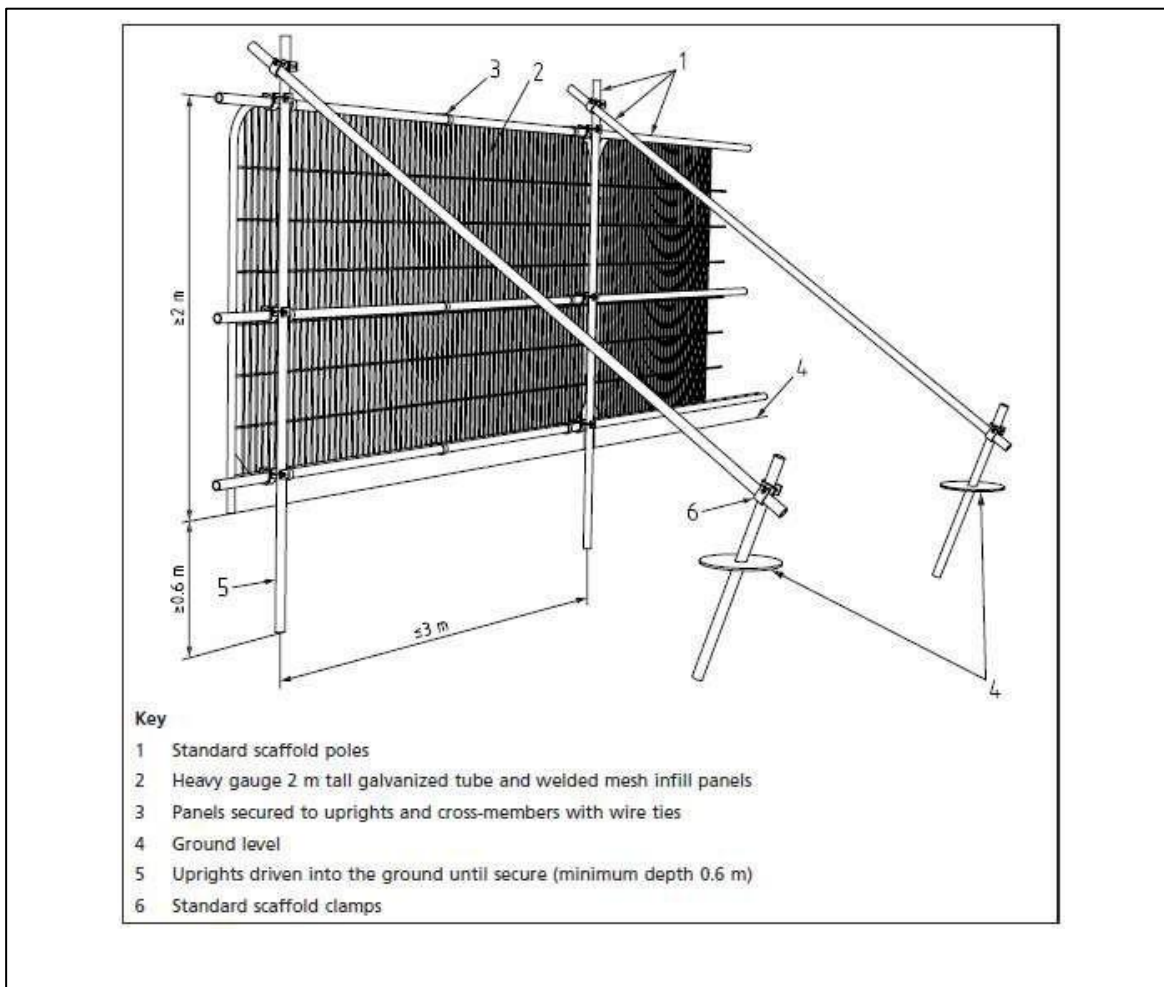 1
3
2
≥2 m
4
6
5
≥0.6 m
≤3 m
4
Key
1 Standard scaffold poles
2 Heavy gauge 2 m tall galvanized tube and welded mesh infill panels
3 Panels secured to uprights and cross-members with wire ties
4 Ground level
5 Uprights driven into the ground until secure (minimum depth 0.6 m)
6 Standard scaffold clamps